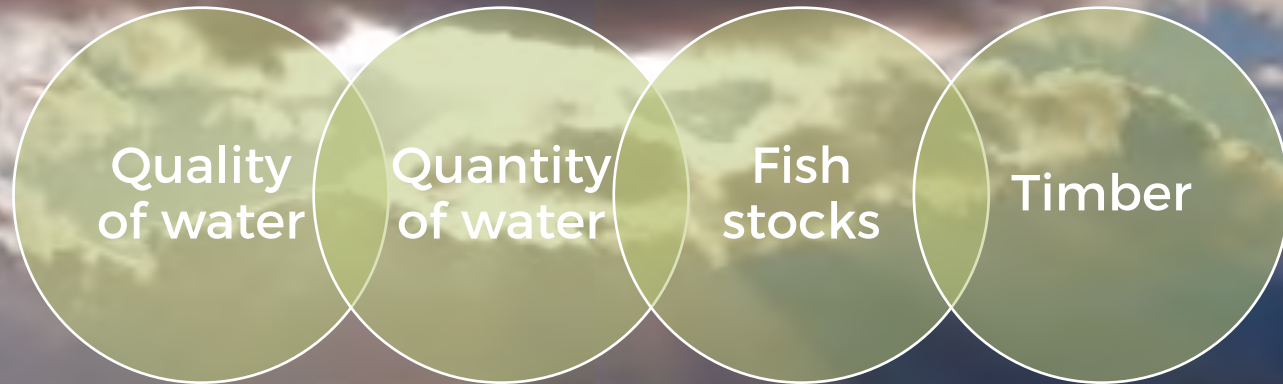 Quality
of water
Quantity
of water
Fish
stocks
Timber